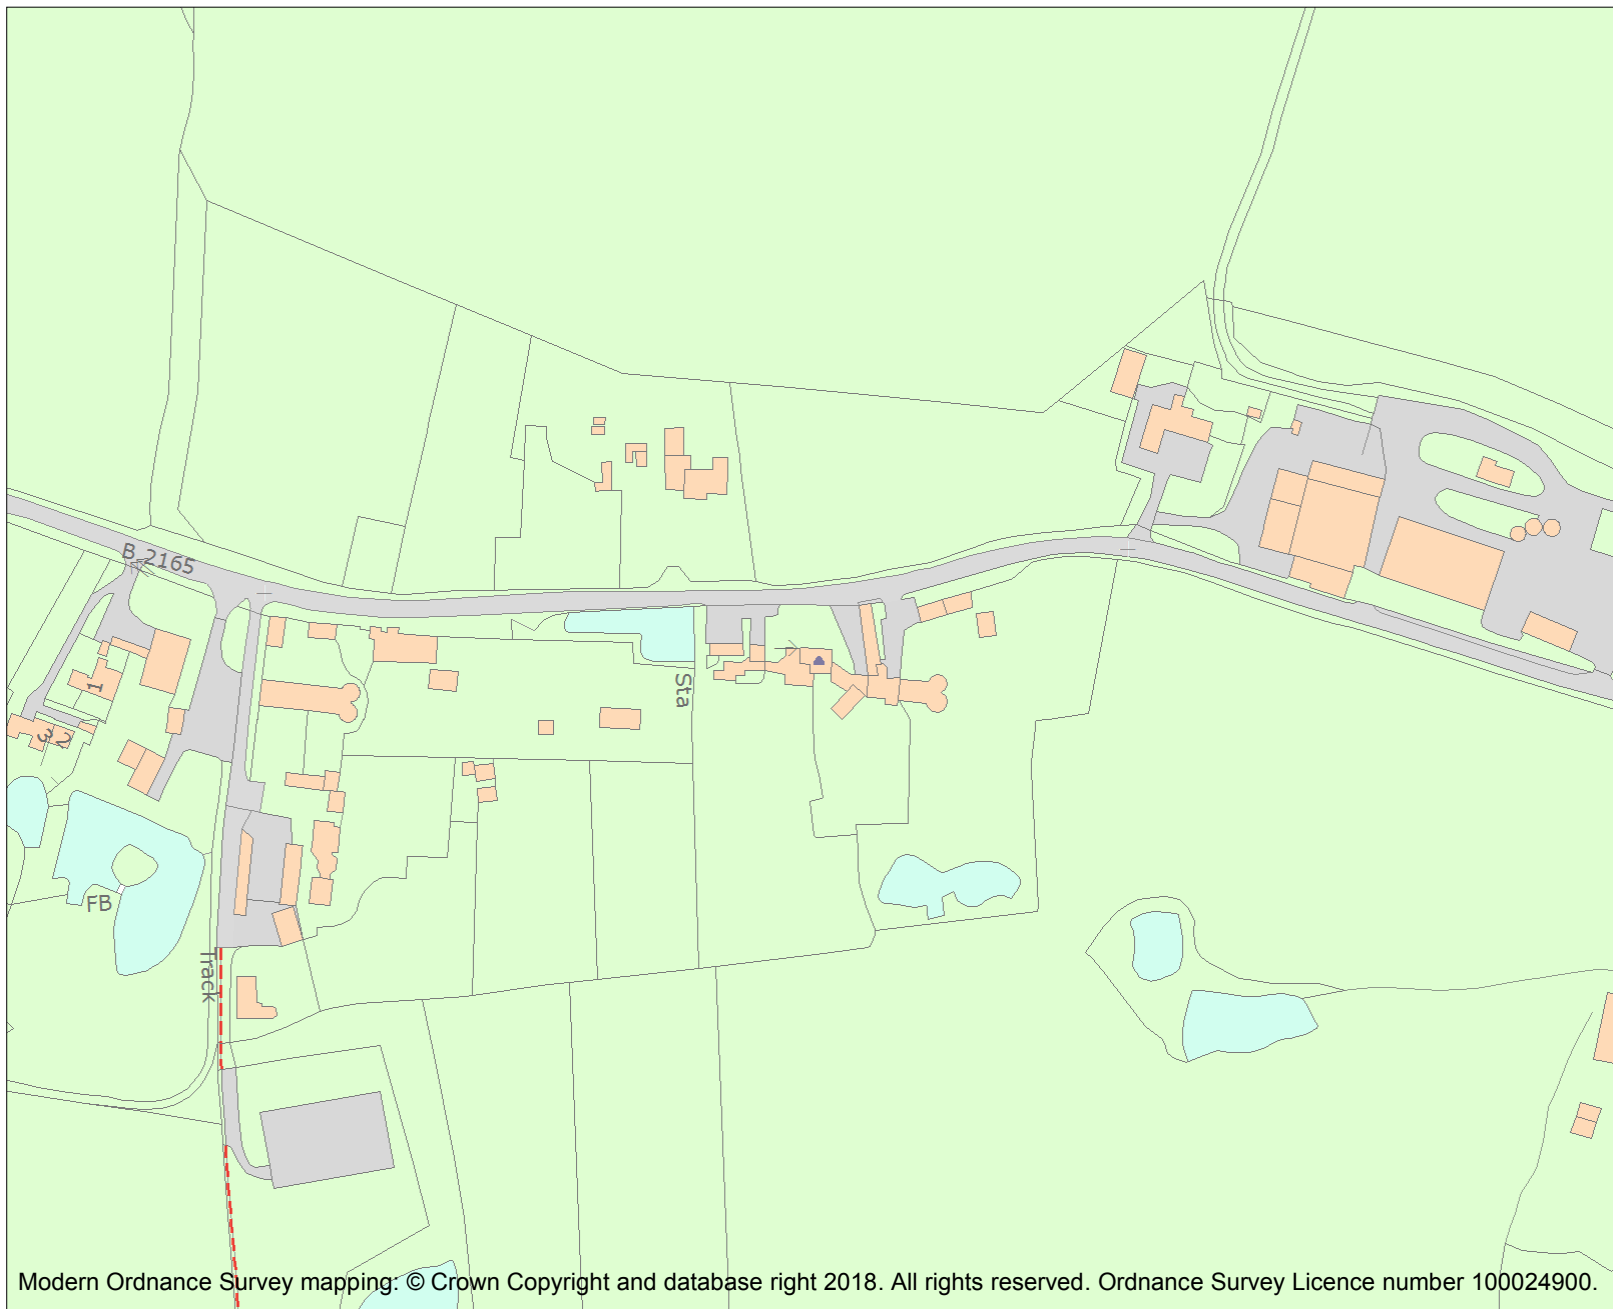 B 2165
1
Sta
3
2
FB
Track
Modern Ordnance Survey mapping: © Crown Copyright and database right 2018. All rights reserved. Ordnance Survey Licence number 100024900.